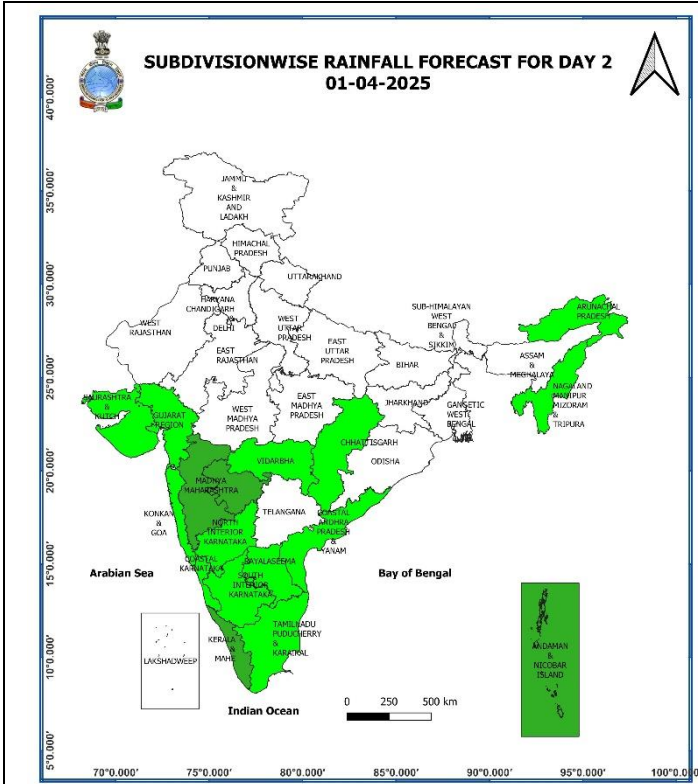 SUBDIVISIONWISE RAINFALL FORECAST FOR DAY 2
01-04-2025
40°0.000'
35°0.000'
30°0.000'
25°0.000'
20°0.000'
15°0.000'
10°0.000'
5°0.000'
JAMMU
&
KASHMIR
AND
LADAKH
HIMACHAL
PRADESH
PUNJAB
UTTARAKHAND
HARYANA
CHANDIGARH
&
DELHI
WEST
RAJASTHAN
WEST
UTTAR
PRADESH
SUB-HIMALAYAN
WEST
BENGAL
&
SIKKIM
ARUNACHAL
PRADESH
EAST
RAJASTHAN
EAST
UTTAR
PRADESH
BIHAR
ASSAM
&
MEGHALAYA
NAGALAND
MANIPUR
MIZORAM
&
TRIPURA
SAURASHTRA
&
KUTCH
GUJARAT
REGION
WEST
MADHYA
PRADESH
EAST
MADHYA
PRADESH
JHARKHAND
GANGETIC
WEST
BENGAL
CHHATTISGARH
ODISHA
VIDARBHA
MADHYA
MAHARASHTRA
KONKAN
&
GOA
TELANGANA
COASTAL
ANDHRA
PRADESH
&
YANAM
NORTH
INTERIOR
KARNATAKA
COASTAL
KARNATAKA
RAYALASEEMA
SOUTH
INTERIOR
KARNATAKA
Arabian Sea
Bay of Bengal
TAMILNADU
PUDUCHERRY
&
KARAIKAL
KERALA
&
MAHE
LAKSHADWEEP
ANDAMAN
&
NICOBAR
ISLAND
0 250 500 km
Indian Ocean
70°0.000' 75°0.000' 80°0.000' 85°0.000' 90°0.000' 95°0.000'